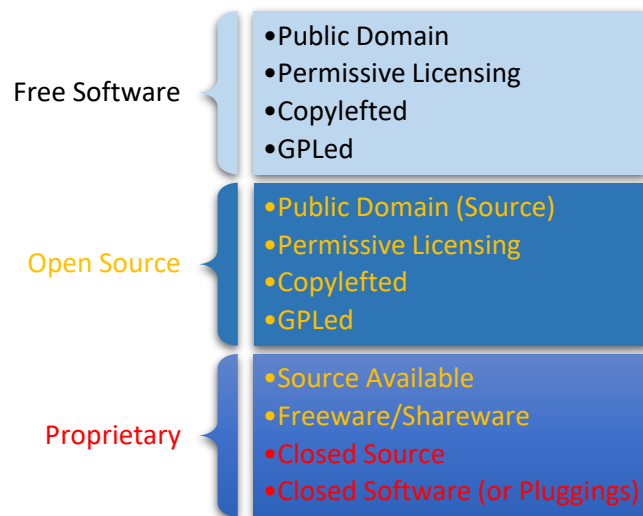 Free Software
•Public Domain
•Permissive Licensing
•Copylefted
•GPLed
Open Source
•Public Domain (Source)
•Permissive Licensing
•Copylefted
•GPLed
Proprietary
•Source Available
•Freeware/Shareware
•Closed Source
•Closed Software (or Pluggings)